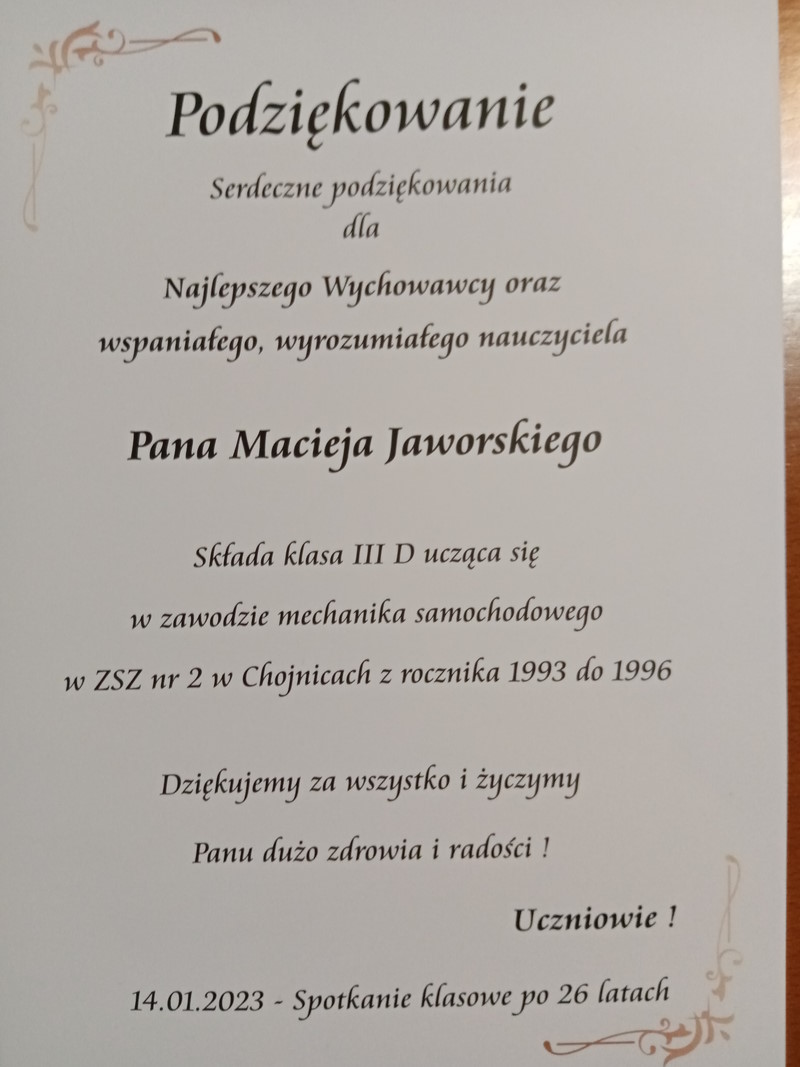 Podziękowanie
Serdeczne podziękowania
dla
Najlepszego Wychowawcy oraz
wspaniałego, wyrozumiałego nauczyciela
Pana Macieja Jaworskiego
Składa klasa III D ucząca się
w zawodzie mechanika samochodowego
w ZSZ nr 2 w Chojnicach z rocznika 1993 do 1996
Dziękujemy za wszystko i życzymy
Panu dużo zdrowia i radości !
Uczniowie !
14.01.2023 - Spotkanie klasowe po 26 latach